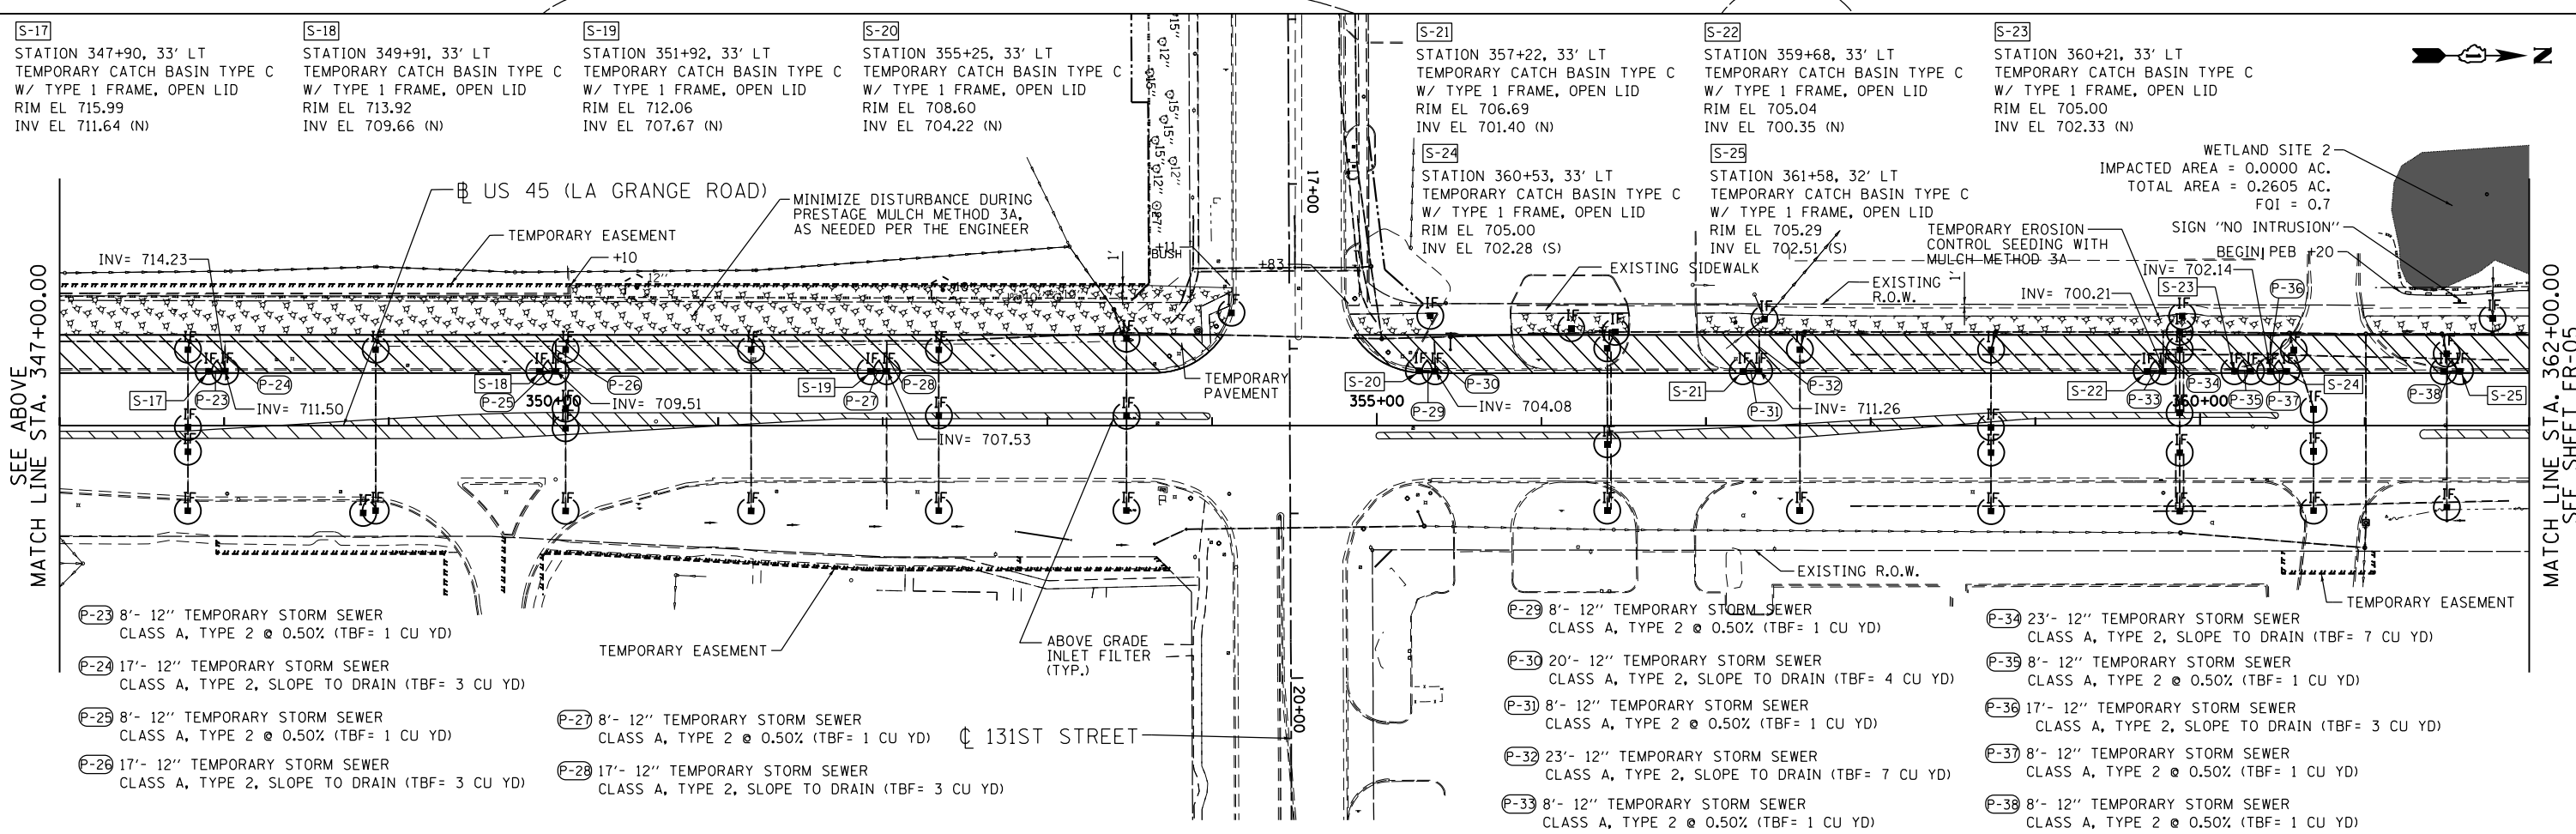 S-17
STATION 347+90, 33' LT
TEMPORARY CATCH BASIN TYPE C
W/ TYPE 1 FRAME, OPEN LID
RIM EL 715.99
INV EL 711.64 (N)
S-18
STATION 349+91, 33' LT
TEMPORARY CATCH BASIN TYPE C
W/ TYPE 1 FRAME, OPEN LID
RIM EL 713.92
INV EL 709.66 (N)
S-19
STATION 351+92, 33' LT
TEMPORARY CATCH BASIN TYPE C
W/ TYPE 1 FRAME, OPEN LID
RIM EL 712.06
INV EL 707.67 (N)
S-20
STATION 355+25, 33' LT
TEMPORARY CATCH BASIN TYPE C
W/ TYPE 1 FRAME, OPEN LID
RIM EL 708.60
INV EL 704.22 (N)
S-21
STATION 357+22, 33' LT
TEMPORARY CATCH BASIN TYPE C
W/ TYPE 1 FRAME, OPEN LID
RIM EL 706.69
INV EL 701.40 (N)
S-22
STATION 359+68, 33' LT
TEMPORARY CATCH BASIN TYPE C
W/ TYPE 1 FRAME, OPEN LID
RIM EL 705.04
INV EL 700.35 (N)
S-23
STATION 360+21, 33' LT
TEMPORARY CATCH BASIN TYPE C
W/ TYPE 1 FRAME, OPEN LID
RIM EL 705.00
INV EL 702.33 (N)
N
S-24
STATION 360+53, 33' LT
TEMPORARY CATCH BASIN TYPE C
W/ TYPE 1 FRAME, OPEN LID
RIM EL 705.00
INV EL 702.28 (S)
S-25
STATION 361+58, 32' LT
TEMPORARY CATCH BASIN TYPE C
W/ TYPE 1 FRAME, OPEN LID
RIM EL 705.29
INV EL 702.51 (S)
WETLAND SITE 2
IMPACTED AREA = 0.0000 AC.
TOTAL AREA = 0.2605 AC.
FQI = 0.7
SIGN "NO INTRUSION"
BEGIN PEB +20
TEMPORARY EROSION
CONTROL SEEDING WITH
MULCH METHOD 3A
℄ US 45 (LA GRANGE ROAD)
MINIMIZE DISTURBANCE DURING
PRESTAGE MULCH METHOD 3A,
AS NEEDED PER THE ENGINEER
TEMPORARY EASEMENT
INV= 714.23
+10
+11
BUSH
+83
17+00
EXISTING SIDEWALK
EXISTING
R.O.W.
INV= 702.14
INV= 700.21
S-23
P-36
SEE ABOVE
MATCH LINE STA. 347+00.00
MATCH LINE STA. 362+00.00
SEE SHEET ER-05
S-17
P-23
P-24
INV= 711.50
S-18
P-25
350+00
P-26
INV= 709.51
S-19
P-27
P-28
INV= 707.53
TEMPORARY
PAVEMENT
S-20
355+00
P-29
P-30
INV= 704.08
S-21
P-31
P-32
INV= 711.26
S-22
P-33
P-34
360+00
P-35
P-37
S-24
P-38
S-25
EXISTING R.O.W.
TEMPORARY EASEMENT
TEMPORARY EASEMENT
ABOVE GRADE
INLET FILTER
(TYP.)
20+00
℄ 131ST STREET
P-23 8'- 12" TEMPORARY STORM SEWER
CLASS A, TYPE 2 @ 0.50% (TBF= 1 CU YD)
P-24 17'- 12" TEMPORARY STORM SEWER
CLASS A, TYPE 2, SLOPE TO DRAIN (TBF= 3 CU YD)
P-25 8'- 12" TEMPORARY STORM SEWER
CLASS A, TYPE 2 @ 0.50% (TBF= 1 CU YD)
P-26 17'- 12" TEMPORARY STORM SEWER
CLASS A, TYPE 2, SLOPE TO DRAIN (TBF= 3 CU YD)
P-27 8'- 12" TEMPORARY STORM SEWER
CLASS A, TYPE 2 @ 0.50% (TBF= 1 CU YD)
P-28 17'- 12" TEMPORARY STORM SEWER
CLASS A, TYPE 2, SLOPE TO DRAIN (TBF= 3 CU YD)
P-29 8'- 12" TEMPORARY STORM SEWER
CLASS A, TYPE 2 @ 0.50% (TBF= 1 CU YD)
P-30 20'- 12" TEMPORARY STORM SEWER
CLASS A, TYPE 2, SLOPE TO DRAIN (TBF= 4 CU YD)
P-31 8'- 12" TEMPORARY STORM SEWER
CLASS A, TYPE 2 @ 0.50% (TBF= 1 CU YD)
P-32 23'- 12" TEMPORARY STORM SEWER
CLASS A, TYPE 2, SLOPE TO DRAIN (TBF= 7 CU YD)
P-33 8'- 12" TEMPORARY STORM SEWER
CLASS A, TYPE 2 @ 0.50% (TBF= 1 CU YD)
P-34 23'- 12" TEMPORARY STORM SEWER
CLASS A, TYPE 2, SLOPE TO DRAIN (TBF= 7 CU YD)
P-35 8'- 12" TEMPORARY STORM SEWER
CLASS A, TYPE 2 @ 0.50% (TBF= 1 CU YD)
P-36 17'- 12" TEMPORARY STORM SEWER
CLASS A, TYPE 2, SLOPE TO DRAIN (TBF= 3 CU YD)
P-37 8'- 12" TEMPORARY STORM SEWER
CLASS A, TYPE 2 @ 0.50% (TBF= 1 CU YD)
P-38 8'- 12" TEMPORARY STORM SEWER
CLASS A, TYPE 2 @ 0.50% (TBF= 1 CU YD)